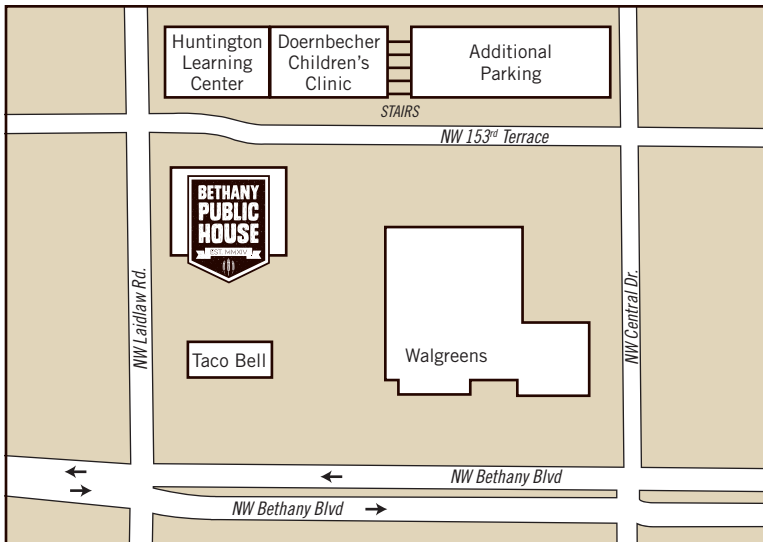 Huntington
Learning
Center
Doernbecher
Children's
Clinic
Additional
Parking
STAIRS
NW 153rd Terrace
BETHANY
PUBLIC
HOUSE
EST. MMXIV
NW Laidlaw Rd.
NW Central Dr.
Taco Bell
Walgreens
NW Bethany Blvd
NW Bethany Blvd